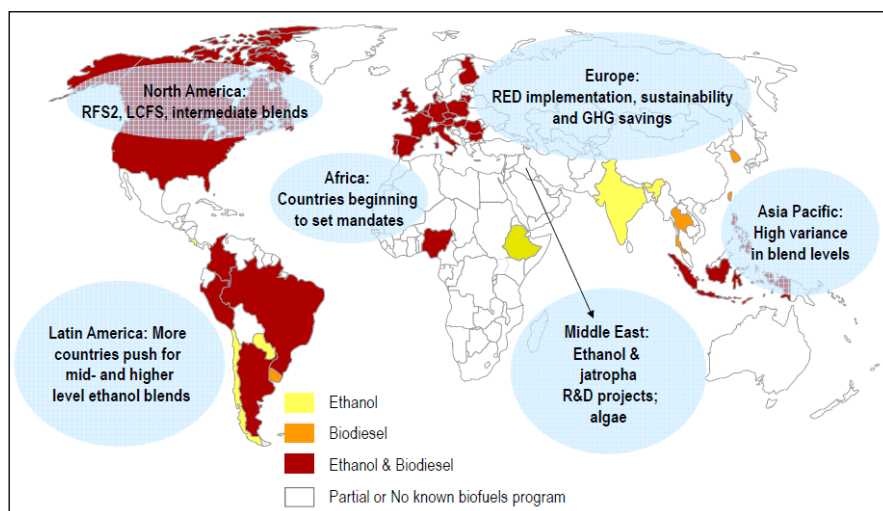 North America:
RFS2, LCFS, intermediate blends
Europe:
RED implementation, sustainability
and GHG savings
Africa:
Countries beginning
to set mandates
Asia Pacific:
High variance
in blend levels
Latin America: More
countries push for
mid- and higher
level ethanol blends
Middle East:
Ethanol &
jatropha
R&D projects;
algae
Ethanol
Biodiesel
Ethanol & Biodiesel
Partial or No known biofuels program